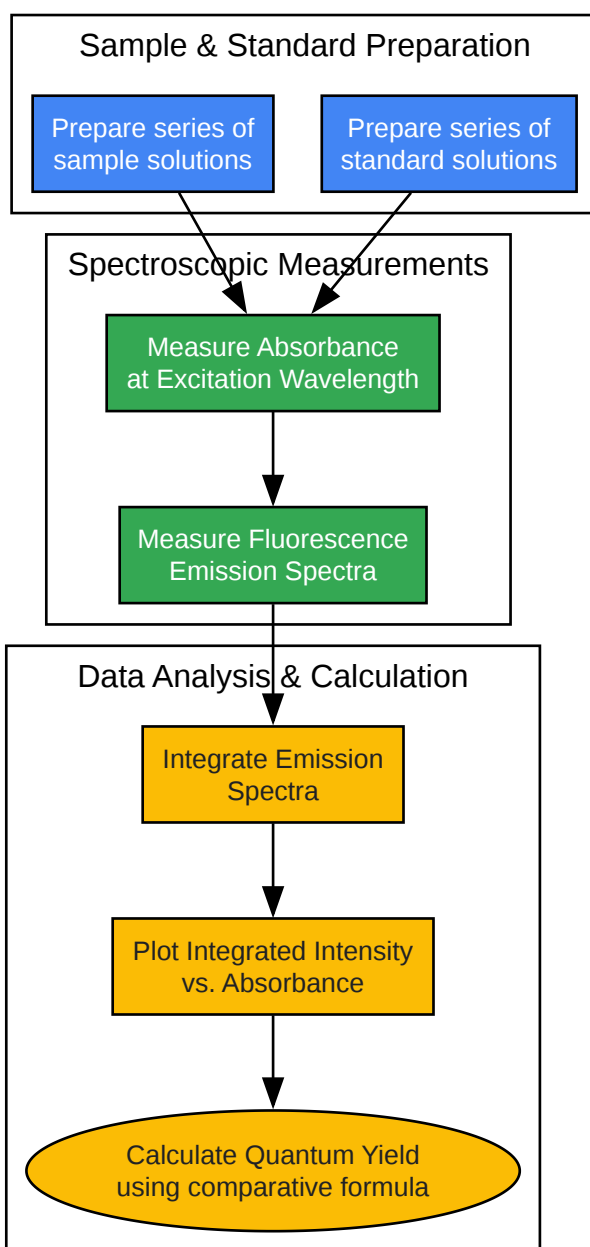 Sample & Standard Preparation
Prepare series of
sample solutions
Prepare series of
standard solutions
Spectroscopic Measurements
Measure Absorbance
at Excitation Wavelength
Measure Fluorescence
Emission Spectra
Data Analysis & Calculation
Integrate Emission
Spectra
Plot Integrated Intensity
vs. Absorbance
Calculate Quantum Yield
using comparative formula